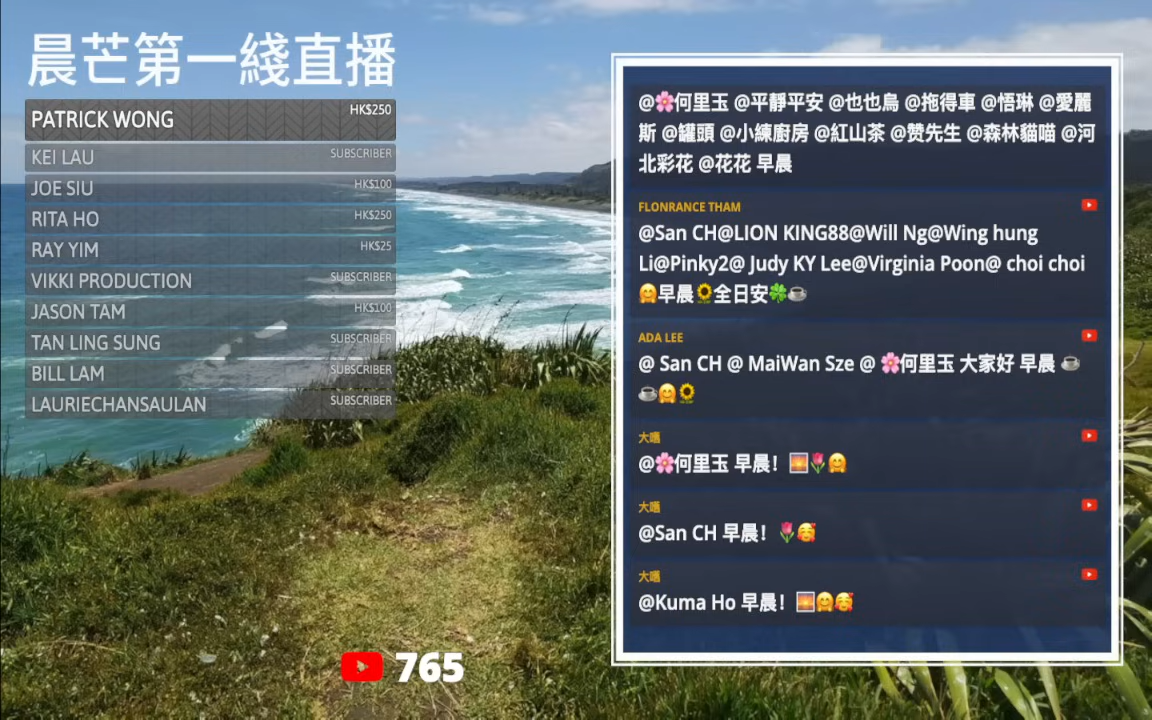 晨芒第一綫直播
PATRICK WONG HK$250
KEI LAU SUBSCRIBER
JOE SIU HK$100
RITA HO HK$250
RAY YIM HK$25
VIKKI PRODUCTION SUBSCRIBER
JASON TAM HK$100
TAN LING SUNG SUBSCRIBER
BILL LAM SUBSCRIBER
LAURIECHANSAULAN SUBSCRIBER
765
@🌸何里玉 @平靜平安 @也也鳥 @拖得車 @悟琳 @愛麗
斯 @罐頭 @小練廚房 @紅山茶 @赞先生 @森林貓喵 @河
北彩花 @花花 早晨
FLONRANCE THAM
@San CH@LION KING88@Will Ng@Wing hung
Li@Pinky2@ Judy KY Lee@Virginia Poon@ choi choi
🤗早晨🌻全日安🍀☕
ADA LEE
@ San CH @ MaiWan Sze @ 🌸何里玉 大家好 早晨 ☕
☕🤗🌻
@🌸何里玉 早晨！ 🌅🌷🤗
@San CH 早晨！ 🌷🥰
@Kuma Ho 早晨！ 🌅🤗🥰